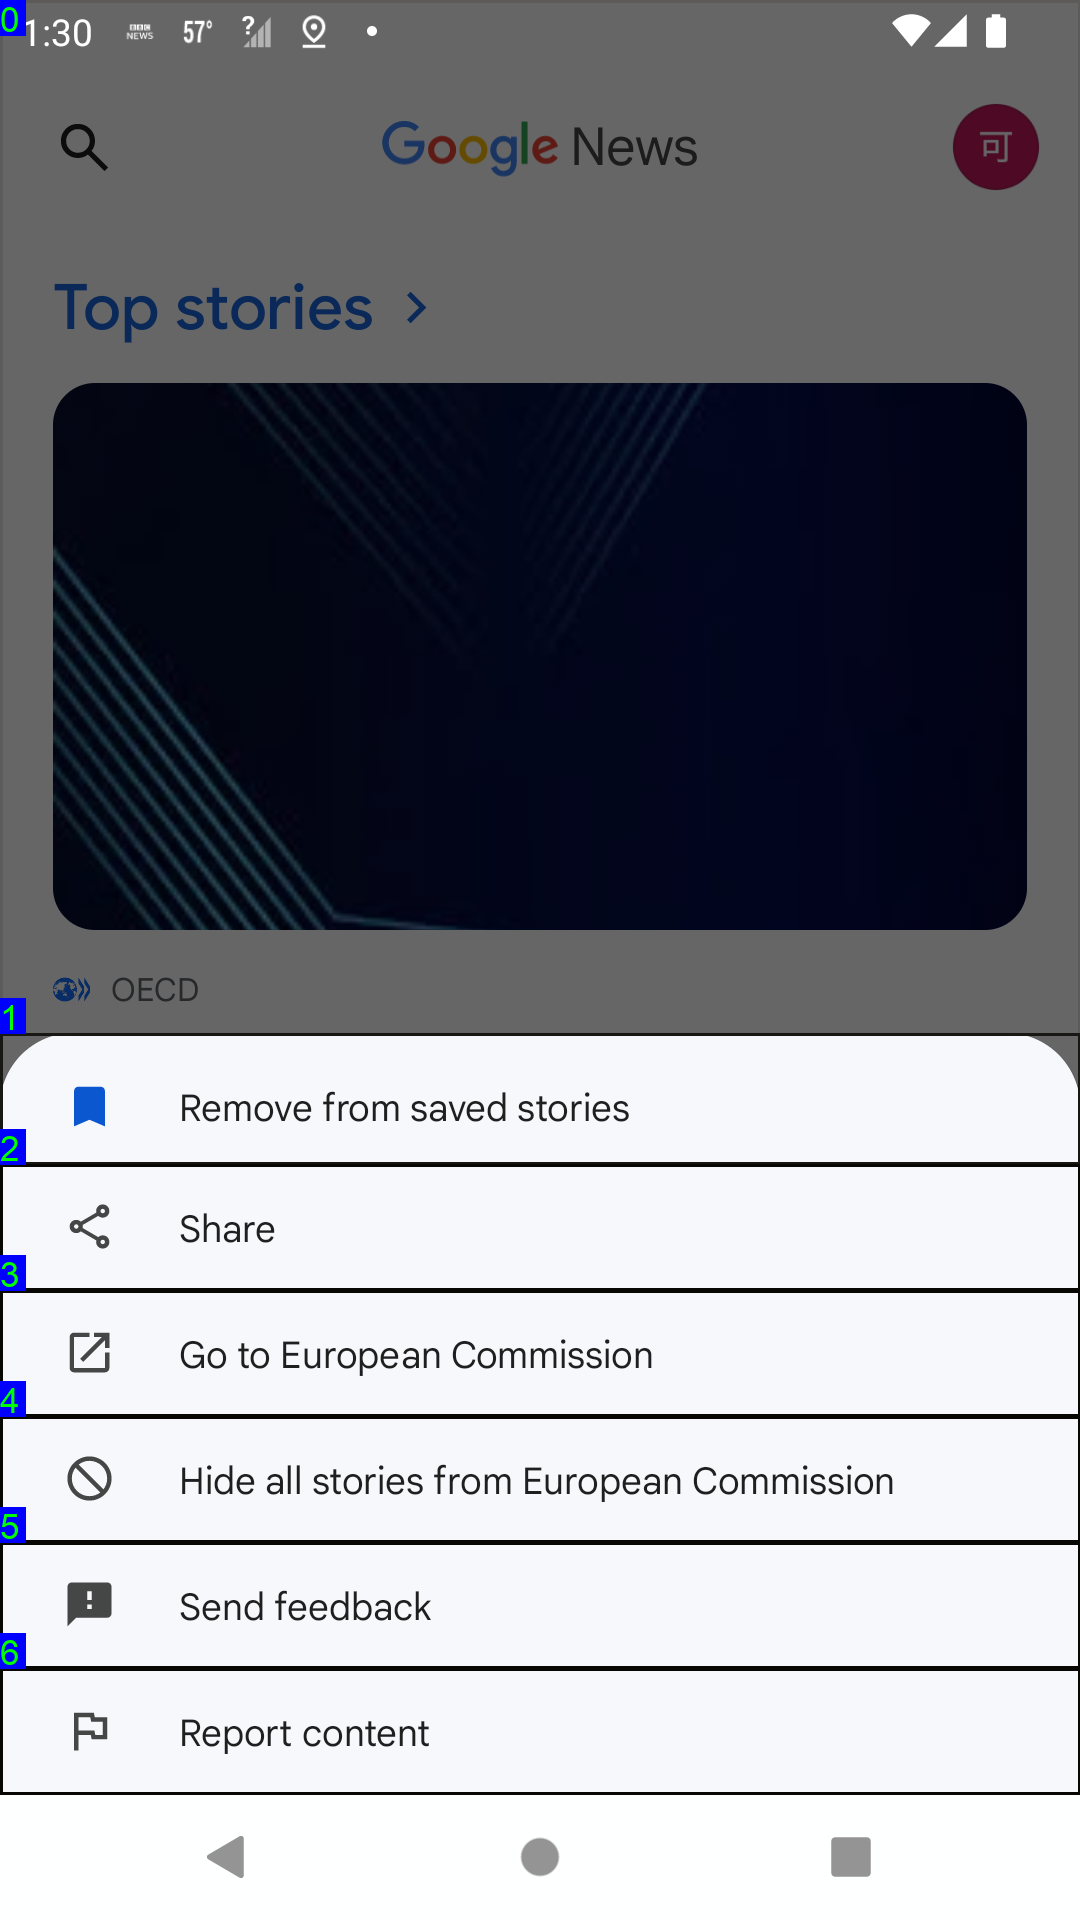 0
1:30
BBC NEWS
57°
?
Google News
可
Top stories
OECD
1
Remove from saved stories
2
Share
3
Go to European Commission
4
Hide all stories from European Commission
5
Send feedback
6
Report content